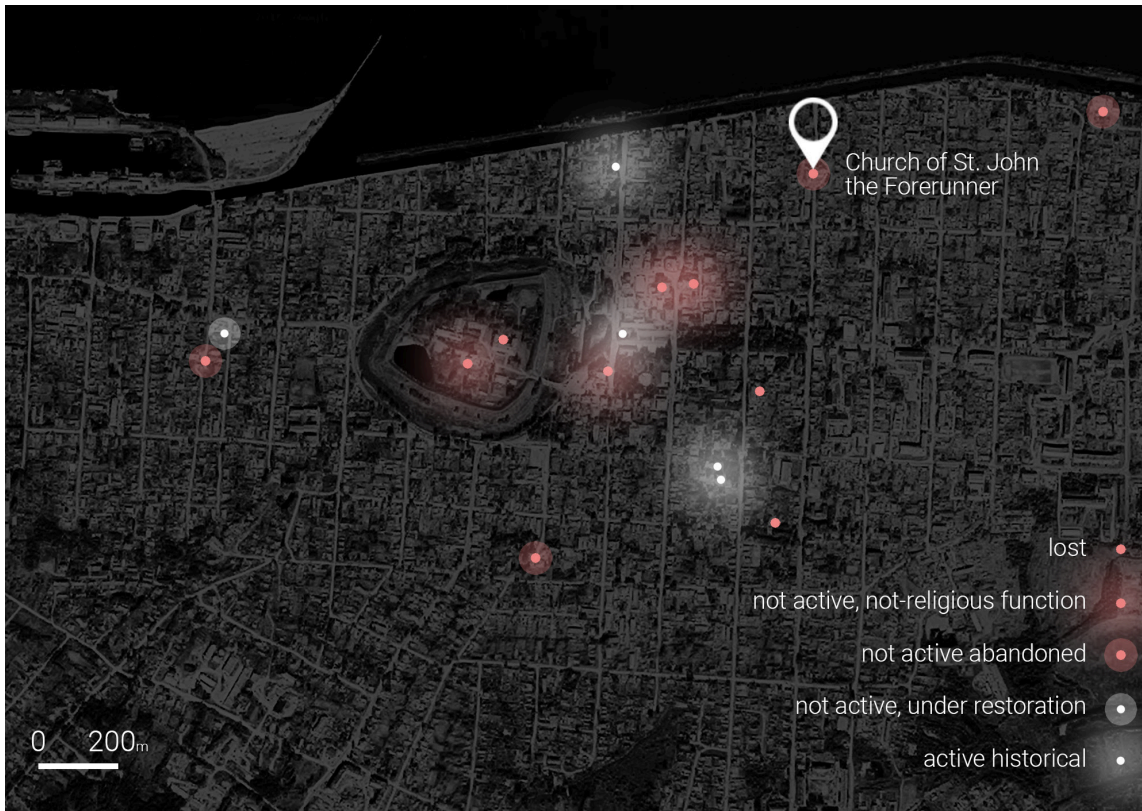 Church of St. John
the Forerunner
lost
not active, not-religious function
not active abandoned
not active, under restoration
active historical
0 200m